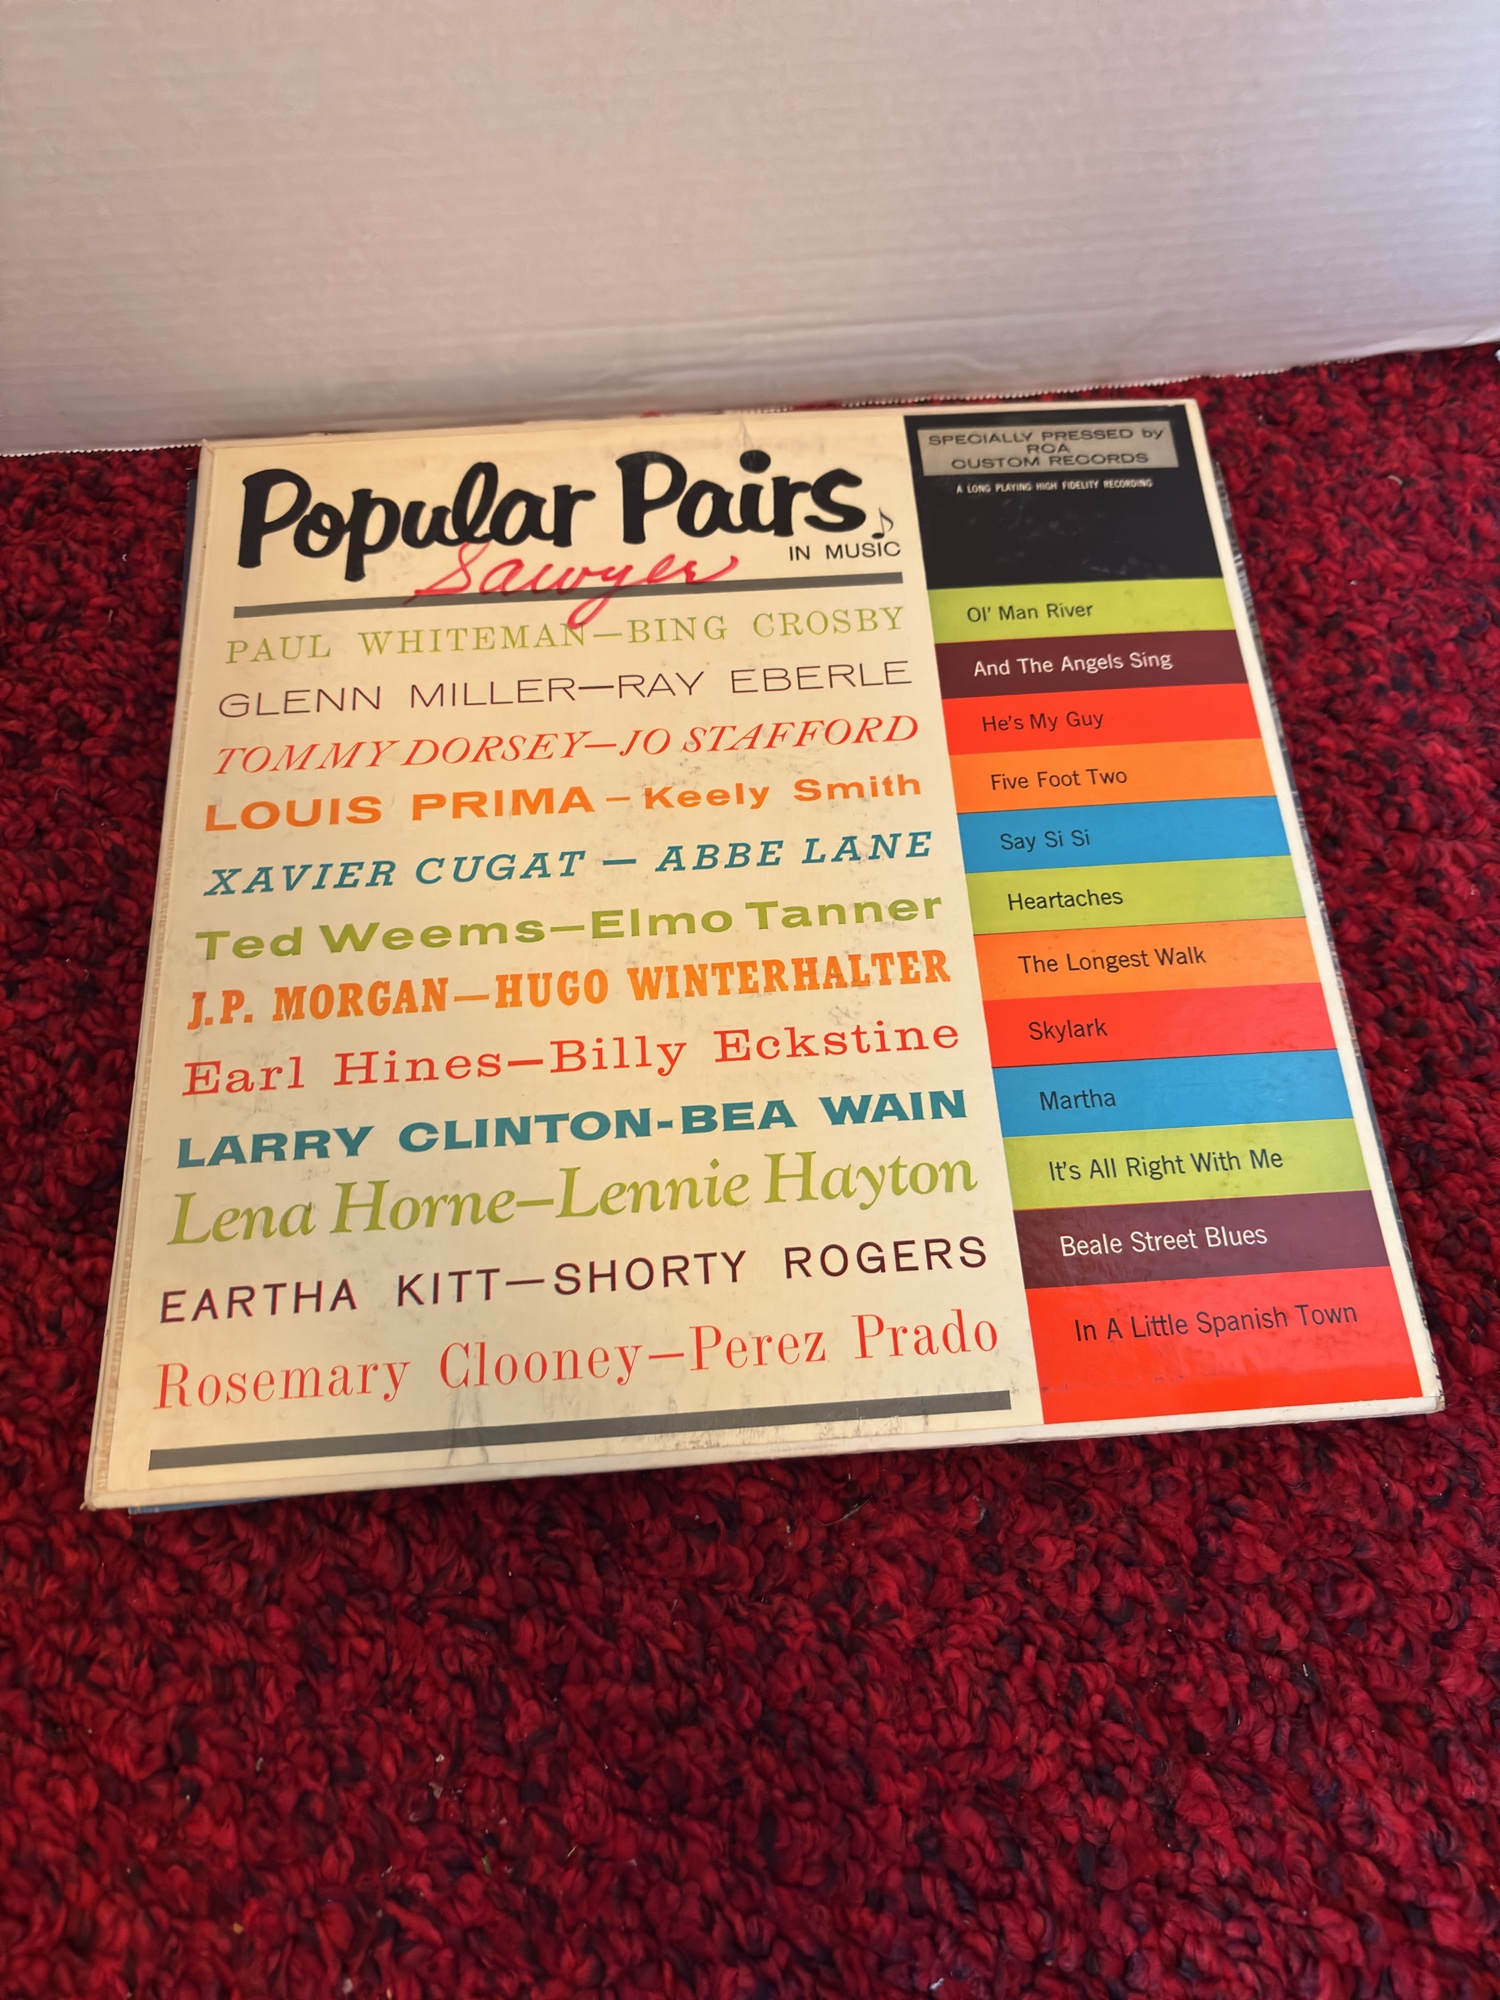 Popular Pairs
IN MUSIC
Sawyer
PAUL WHITEMAN—BING CROSBY
GLENN MILLER—RAY EBERLE
TOMMY DORSEY—JO STAFFORD
LOUIS PRIMA – Keely Smith
XAVIER CUGAT — ABBE LANE
Ted Weems—Elmo Tanner
J.P. MORGAN—HUGO WINTERHALTER
Earl Hines—Billy Eckstine
LARRY CLINTON-BEA WAIN
Lena Horne—Lennie Hayton
EARTHA KITT—SHORTY ROGERS
Rosemary Clooney—Perez Prado
SPECIALLY PRESSED by
RCA
CUSTOM RECORDS
A LONG PLAYING HIGH FIDELITY RECORDING
Ol' Man River
And The Angels Sing
He's My Guy
Five Foot Two
Say Si Si
Heartaches
The Longest Walk
Skylark
Martha
It's All Right With Me
Beale Street Blues
In A Little Spanish Town